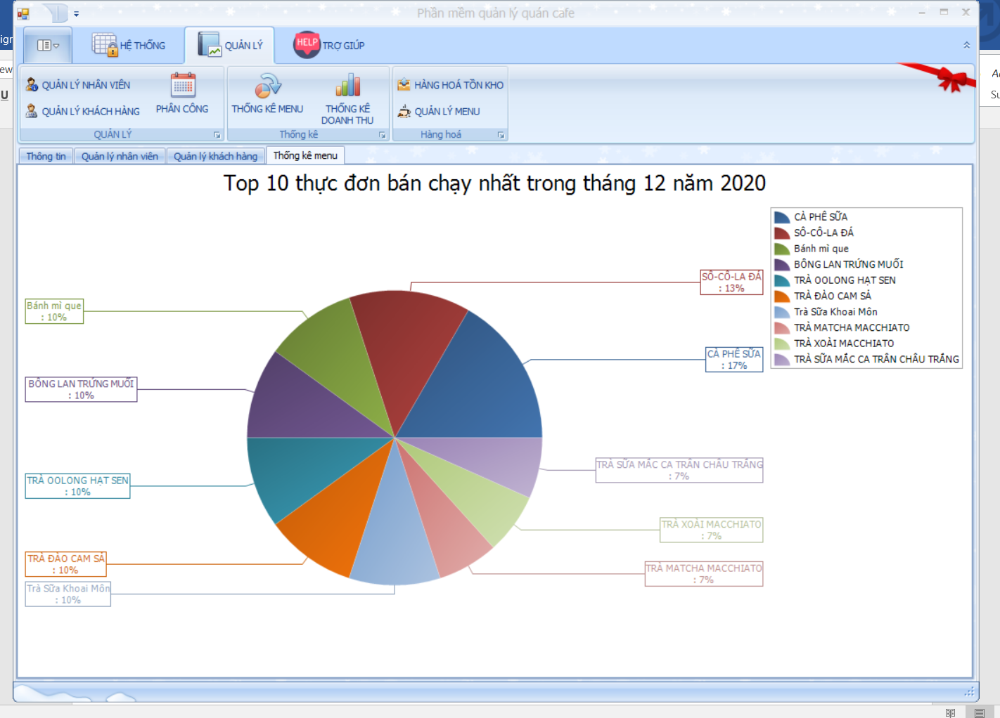 Phần mềm quản lý quán cafe
ign
ew
U
HỆ THỐNG
QUẢN LÝ
HELP
TRỢ GIÚP
QUẢN LÝ NHÂN VIÊN
QUẢN LÝ KHÁCH HÀNG
PHÂN CÔNG
QUẢN LÝ
THỐNG KÊ MENU
THỐNG KÊ
DOANH THU
Thống kê
HÀNG HOÁ TỒN KHO
QUẢN LÝ MENU
Hàng hoá
Su
Thông tin
Quản lý nhân viên
Quản lý khách hàng
Thống kê menu
Top 10 thực đơn bán chạy nhất trong tháng 12 năm 2020
CÀ PHÊ SỮA
SÔ-CÔ-LA ĐÁ
Bánh mì que
BÔNG LAN TRỨNG MUỐI
TRÀ OOLONG HẠT SEN
TRÀ ĐÀO CAM SẢ
Trà Sữa Khoai Môn
TRÀ MATCHA MACCHIATO
TRÀ XOÀI MACCHIATO
TRÀ SỮA MẮC CA TRÂN CHÂU TRẮNG
SÔ-CÔ-LA ĐÁ
: 13%
CÀ PHÊ SỮA
: 17%
Bánh mì que
: 10%
BÔNG LAN TRỨNG MUỐI
: 10%
TRÀ OOLONG HẠT SEN
: 10%
TRÀ ĐÀO CAM SẢ
: 10%
Trà Sữa Khoai Môn
: 10%
TRÀ SỮA MẮC CA TRÂN CHÂU TRẮNG
: 7%
TRÀ XOÀI MACCHIATO
: 7%
TRÀ MATCHA MACCHIATO
: 7%